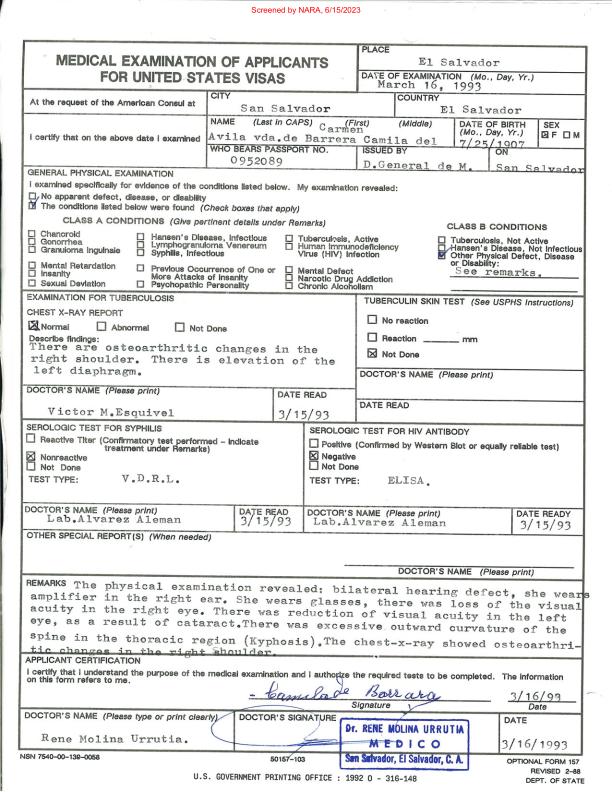 Screened by NARA, 6/15/2023
MEDICAL EXAMINATION OF APPLICANTS
FOR UNITED STATES VISAS
PLACE
El Salvador
DATE OF EXAMINATION (Mo., Day, Yr.)
March 16, 1993
At the request of the American Consul at
CITY
San Salvador
COUNTRY
El Salvador
I certify that on the above date I examined
NAME (Last in CAPS) (First) (Middle)
Carmen
Avila vda.de Barrera Camila del
DATE OF BIRTH
(Mo., Day, Yr.)
7/25/1907
SEX
F M
WHO BEARS PASSPORT NO.
0952089
ISSUED BY
D.General de M.
ON
San Salvador
GENERAL PHYSICAL EXAMINATION
I examined specifically for evidence of the conditions listed below. My examination revealed:
No apparent defect, disease, or disability
The conditions listed below were found (Check boxes that apply)
CLASS A CONDITIONS (Give pertinent details under Remarks)
Chancroid
Gonorrhea
Granuloma Inguinale
Hansen's Disease, Infectious
Lymphogranuloma Venereum
Syphilis, Infectious
Tuberculosis, Active
Human Immunodeficiency
Virus (HIV) Infection
Mental Retardation
Insanity
Sexual Deviation
Previous Occurrence of One or
More Attacks of Insanity
Psychopathic Personality
Mental Defect
Narcotic Drug Addiction
Chronic Alcoholism
CLASS B CONDITIONS
Tuberculosis, Not Active
Hansen's Disease, Not Infectious
Other Physical Defect, Disease
or Disability:
See remarks.
EXAMINATION FOR TUBERCULOSIS
CHEST X-RAY REPORT
Normal Abnormal Not Done
Describe findings:
There are osteoarthritic changes in the
right shoulder. There is elevation of the
left diaphragm.
DOCTOR'S NAME (Please print)
Victor M.Esquivel
DATE READ
3/15/93
TUBERCULIN SKIN TEST (See USPHS Instructions)
No reaction
Reaction ______ mm
Not Done
DOCTOR'S NAME (Please print)
DATE READ
SEROLOGIC TEST FOR SYPHILIS
Reactive Titer (Confirmatory test performed - indicate
treatment under Remarks)
Nonreactive
Not Done
TEST TYPE: V.D.R.L.
DOCTOR'S NAME (Please print)
Lab.Alvarez Aleman
DATE READ
3/15/93
SEROLOGIC TEST FOR HIV ANTIBODY
Positive (Confirmed by Western Blot or equally reliable test)
Negative
Not Done
TEST TYPE: ELISA.
DOCTOR'S NAME (Please print)
Lab.Alvarez Aleman
DATE READY
3/15/93
OTHER SPECIAL REPORT(S) (When needed)
DOCTOR'S NAME (Please print)
REMARKS The physical examination revealed: bilateral hearing defect, she wears
amplifier in the right ear. She wears glasses, there was loss of the visual
acuity in the right eye. There was reduction of visual acuity in the left
eye, as a result of cataract.There was excessive outward curvature of the
spine in the thoracic region (Kyphosis).The chest-x-ray showed osteoarthri-
tic changes in the right shoulder.
APPLICANT CERTIFICATION
I certify that I understand the purpose of the medical examination and I authorize the required tests to be completed. The information
on this form refers to me.
Camila de Barrara
Signature
3/16/93
Date
DOCTOR'S NAME (Please type or print clearly)
Rene Molina Urrutia.
DOCTOR'S SIGNATURE
Dr. RENE MOLINA URRUTIA
MEDICO
San Salvador, El Salvador, C. A.
DATE
3/16/1993
NSN 7540-00-139-0058
50157-103
OPTIONAL FORM 157
REVISED 2-88
DEPT. OF STATE
U.S. GOVERNMENT PRINTING OFFICE : 1992 O - 316-148